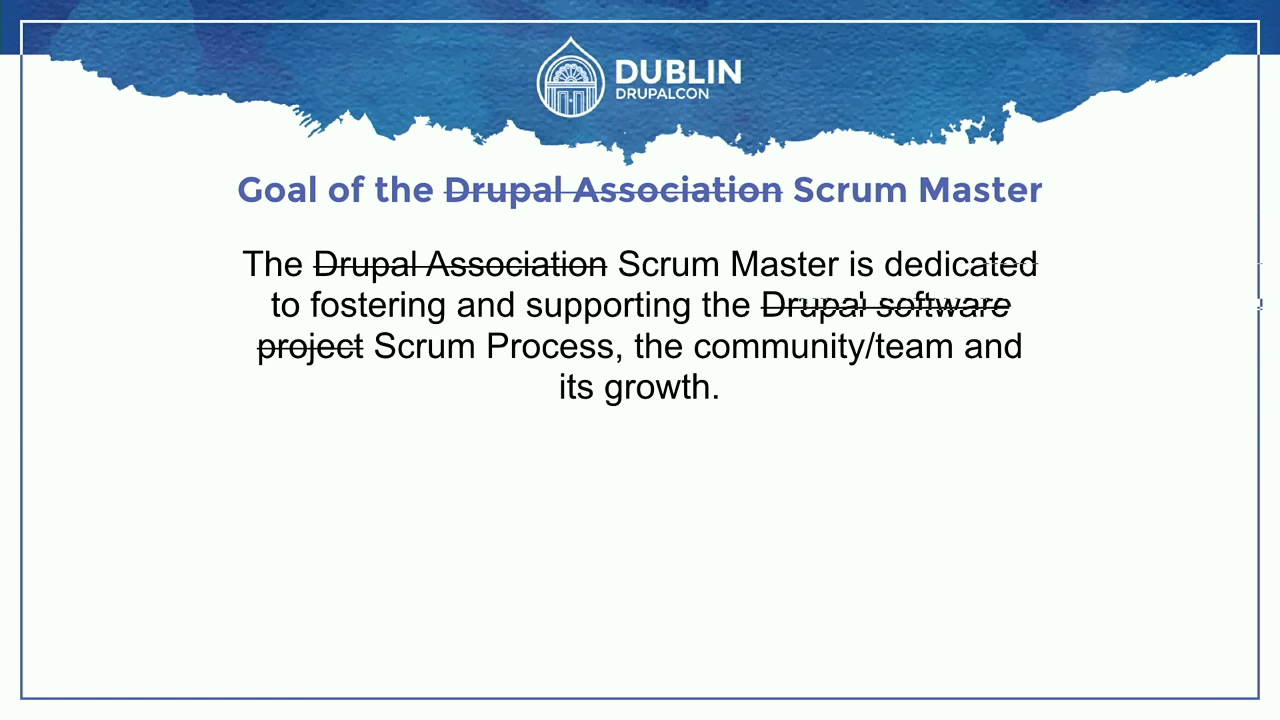 DUBLIN
DRUPALCON
Goal of the Drupal Association Scrum Master
The Drupal Association Scrum Master is dedicated
to fostering and supporting the Drupal software
project Scrum Process, the community/team and
its growth.